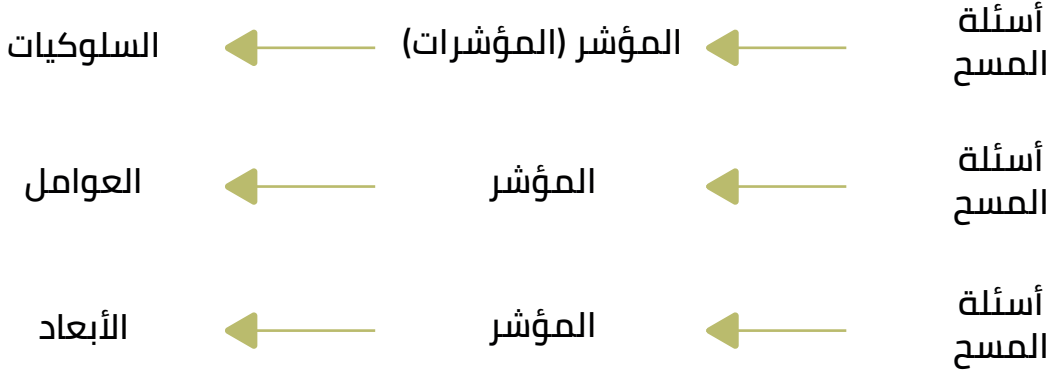 أسئلة
المسح
المؤشر (المؤشرات)
السلوكيات
أسئلة
المسح
المؤشر
العوامل
أسئلة
المسح
المؤشر
الأبعاد